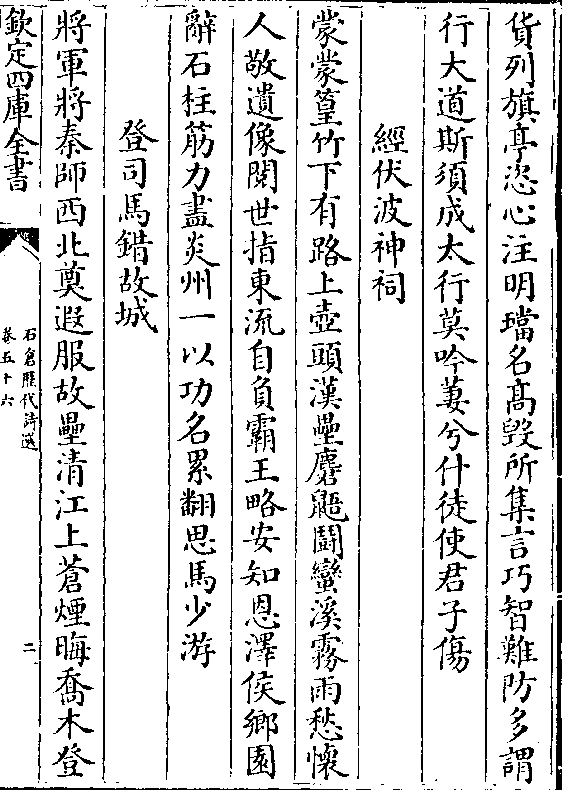 貨列旗亭恣心注明璫名髙毀所集言巧智難防多謂
行大道斯須成太行莫吟萋兮什徒使君子傷
經伏波神祠
蒙蒙篁竹下有路上壺頭漢壘麏鼯鬭蠻溪霧雨愁懷
人敬遺像閱世指東流自負霸王略安知恩澤侯鄉園
辭石柱筋力盡炎州一以功名累翻思馬少游
登司馬錯故城
將軍將秦師西北奠遐服故壘清江上蒼煙晦喬木登
欽定四庫全書
石倉歷代詩選
卷五十六
二